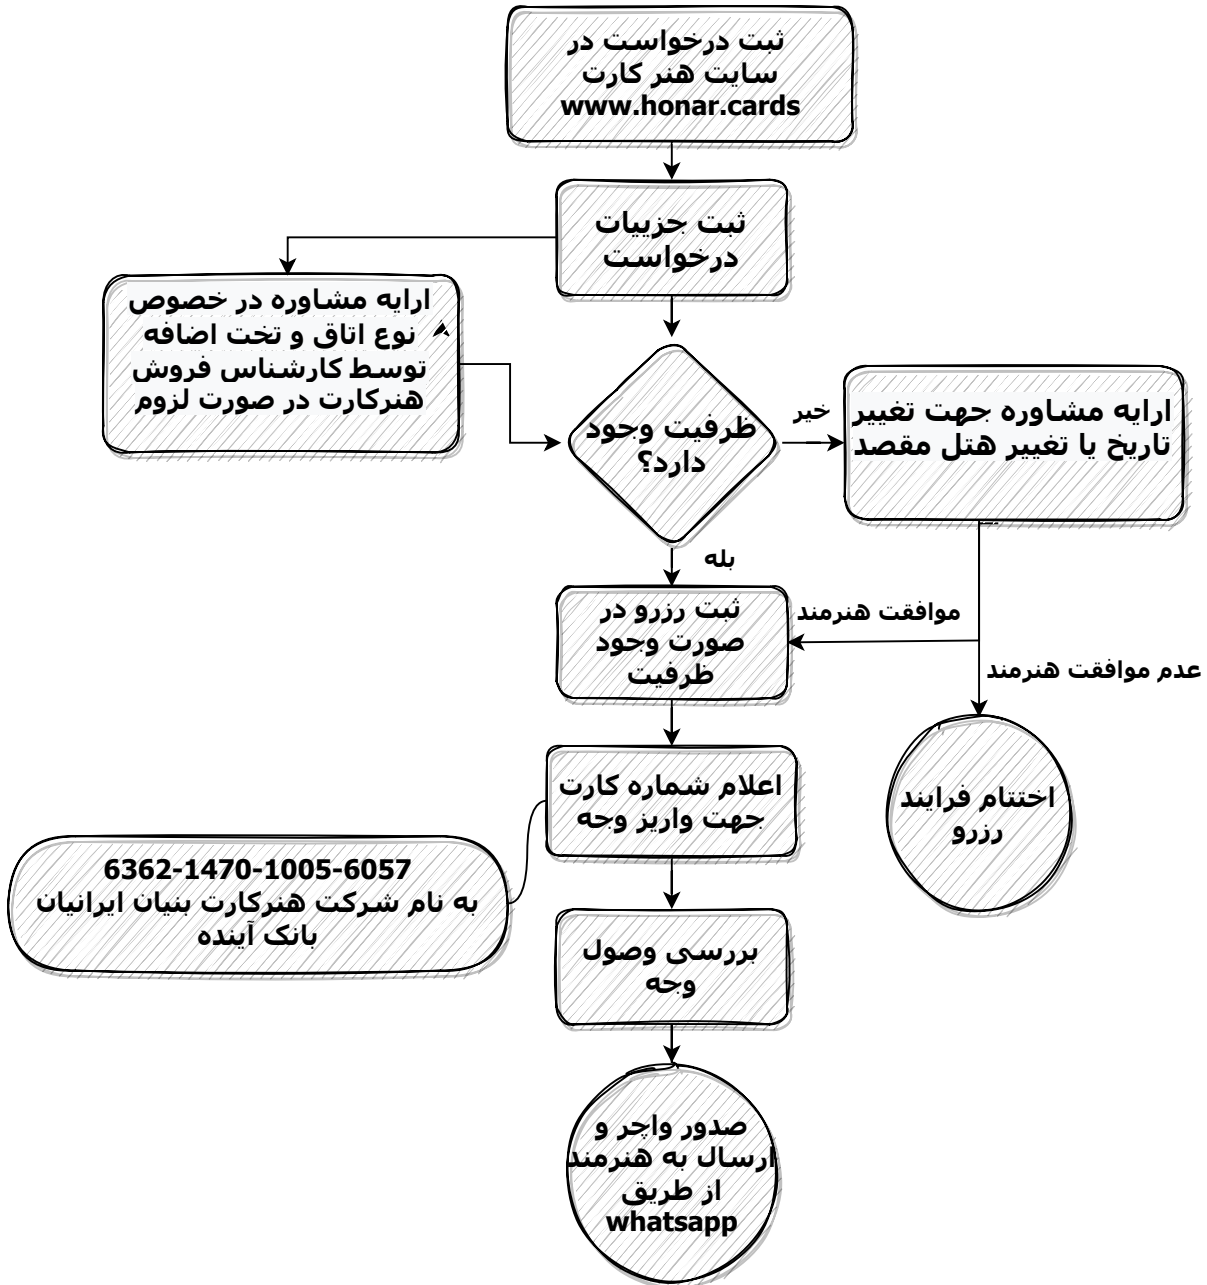 ثبت درخواست در
سایت هنر کارت
www.honar.cards
ثبت جزییات
درخواست
ارایه مشاوره در خصوص
نوع اتاق و تخت اضافه
توسط کارشناس فروش
هنرکارت در صورت لزوم
ظرفیت وجود
دارد؟
خیر
ارایه مشاوره جهت تغییر
تاریخ یا تغییر هتل مقصد
بله
ثبت رزرو در
صورت وجود
ظرفیت
موافقت هنرمند
عدم موافقت هنرمند
اعلام شماره کارت
جهت واریز وجه
اختتام فرایند
رزرو
6362-1470-1005-6057
به نام شرکت هنرکارت بنیان ایرانیان
بانک آینده
بررسی وصول
وجه
صدور واچر و
ارسال به هنرمند
از طریق
whatsapp